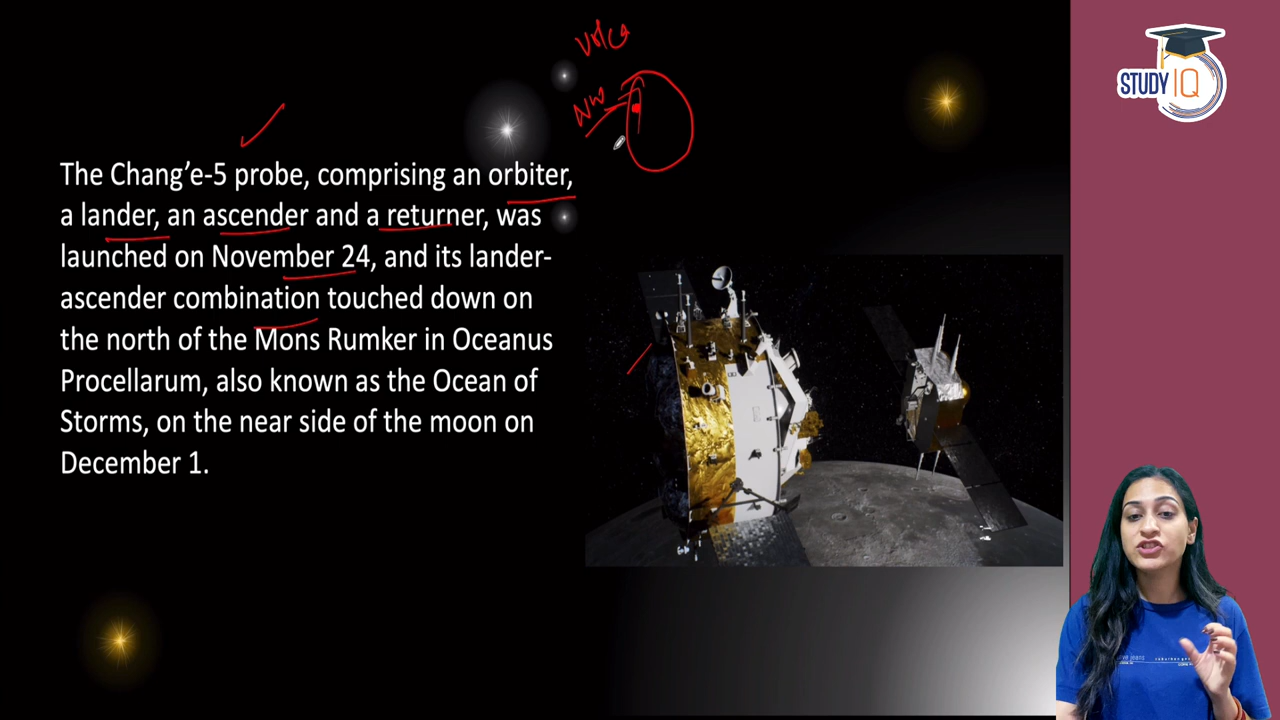 Volca
NW
STUDY IQ
The Chang'e-5 probe, comprising an orbiter,
a lander, an ascender and a returner, was
launched on November 24, and its lander-
ascender combination touched down on
the north of the Mons Rumker in Oceanus
Procellarum, also known as the Ocean of
Storms, on the near side of the moon on
December 1.